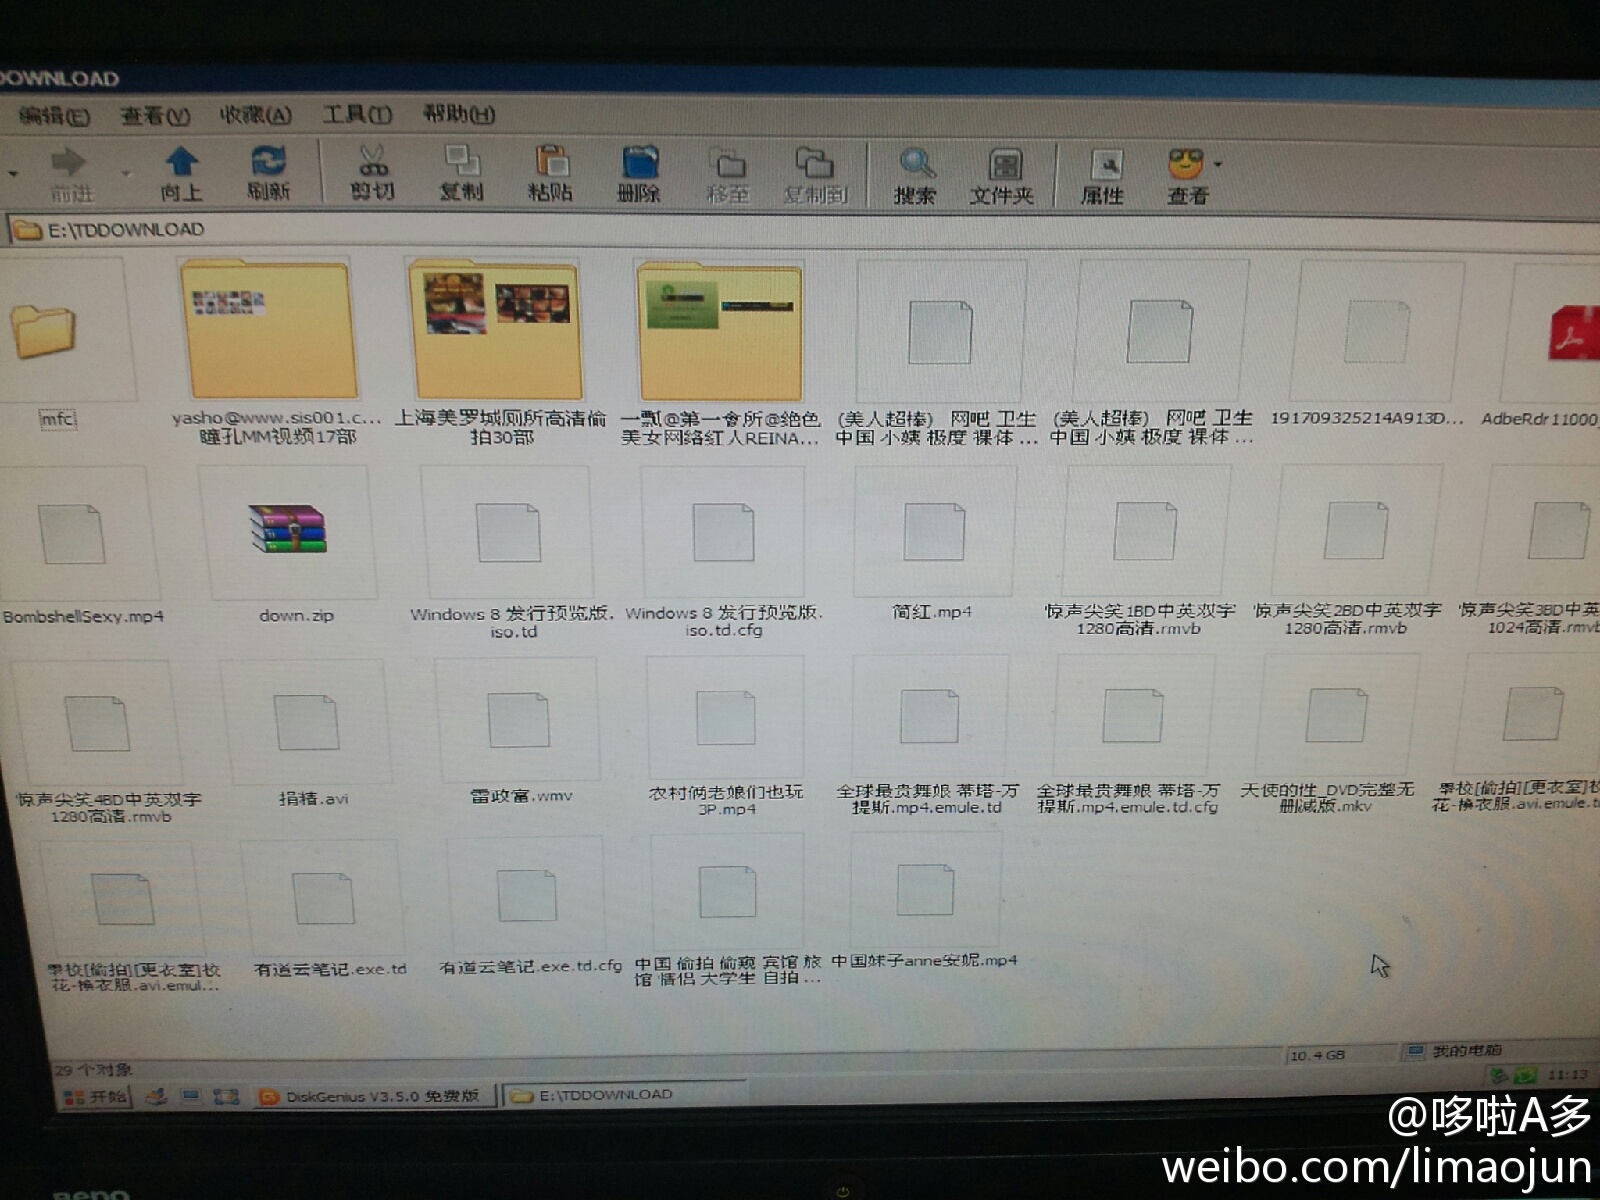 DOWNLOAD
编辑(E) 查看(V) 收藏(A) 工具(T) 帮助(H)
前进 向上 刷新 剪切 复制 粘贴 删除 移至 复制到 搜索 文件夹 属性 查看
E:\TDDOWNLOAD
mfc
yasho@www.sis001.c...
瞳孔MM视频17部
上海美罗城厕所高清偷
拍30部
一瓢@第一会所@绝色
美女网络红人REINA...
(美人超棒) 网吧 卫生
中国 小姨 极度 裸体 ...
(美人超棒) 网吧 卫生
中国 小姨 极度 裸体 ...
191709325214A913D...
AdbeRdr11000
BombshellSexy.mp4
down.zip
Windows 8 发行预览版.
iso.td
Windows 8 发行预览版.
iso.td.cfg
简红.mp4
惊声尖笑1BD中英双字
1280高清.rmvb
惊声尖笑2BD中英双字
1280高清.rmvb
惊声尖笑3BD中英
1024高清.rmvb
惊声尖笑4BD中英双字
1280高清.rmvb
捐精.avi
雷政富.wmv
农村俩老娘们也玩
3P.mp4
全球最贵舞娘 蒂塔-万
提斯.mp4.emule.td
全球最贵舞娘 蒂塔-万
提斯.mp4.emule.td.cfg
天使的性_DVD完整无
删减版.mkv
学校[偷拍][更衣室]校
花-换衣服.avi.emule.t
学校[偷拍][更衣室]校
花-换衣服.avi.emul...
有道云笔记.exe.td
有道云笔记.exe.td.cfg
中国 偷拍 偷窥 宾馆 旅
馆 情侣 大学生 自拍 ...
中国妹子anne安妮.mp4
29 个对象
10.4 GB
我的电脑
开始
DiskGenius V3.5.0 免费版
E:\TDDOWNLOAD
11:13
@哆啦A多
weibo.com/limaojun
BenQ